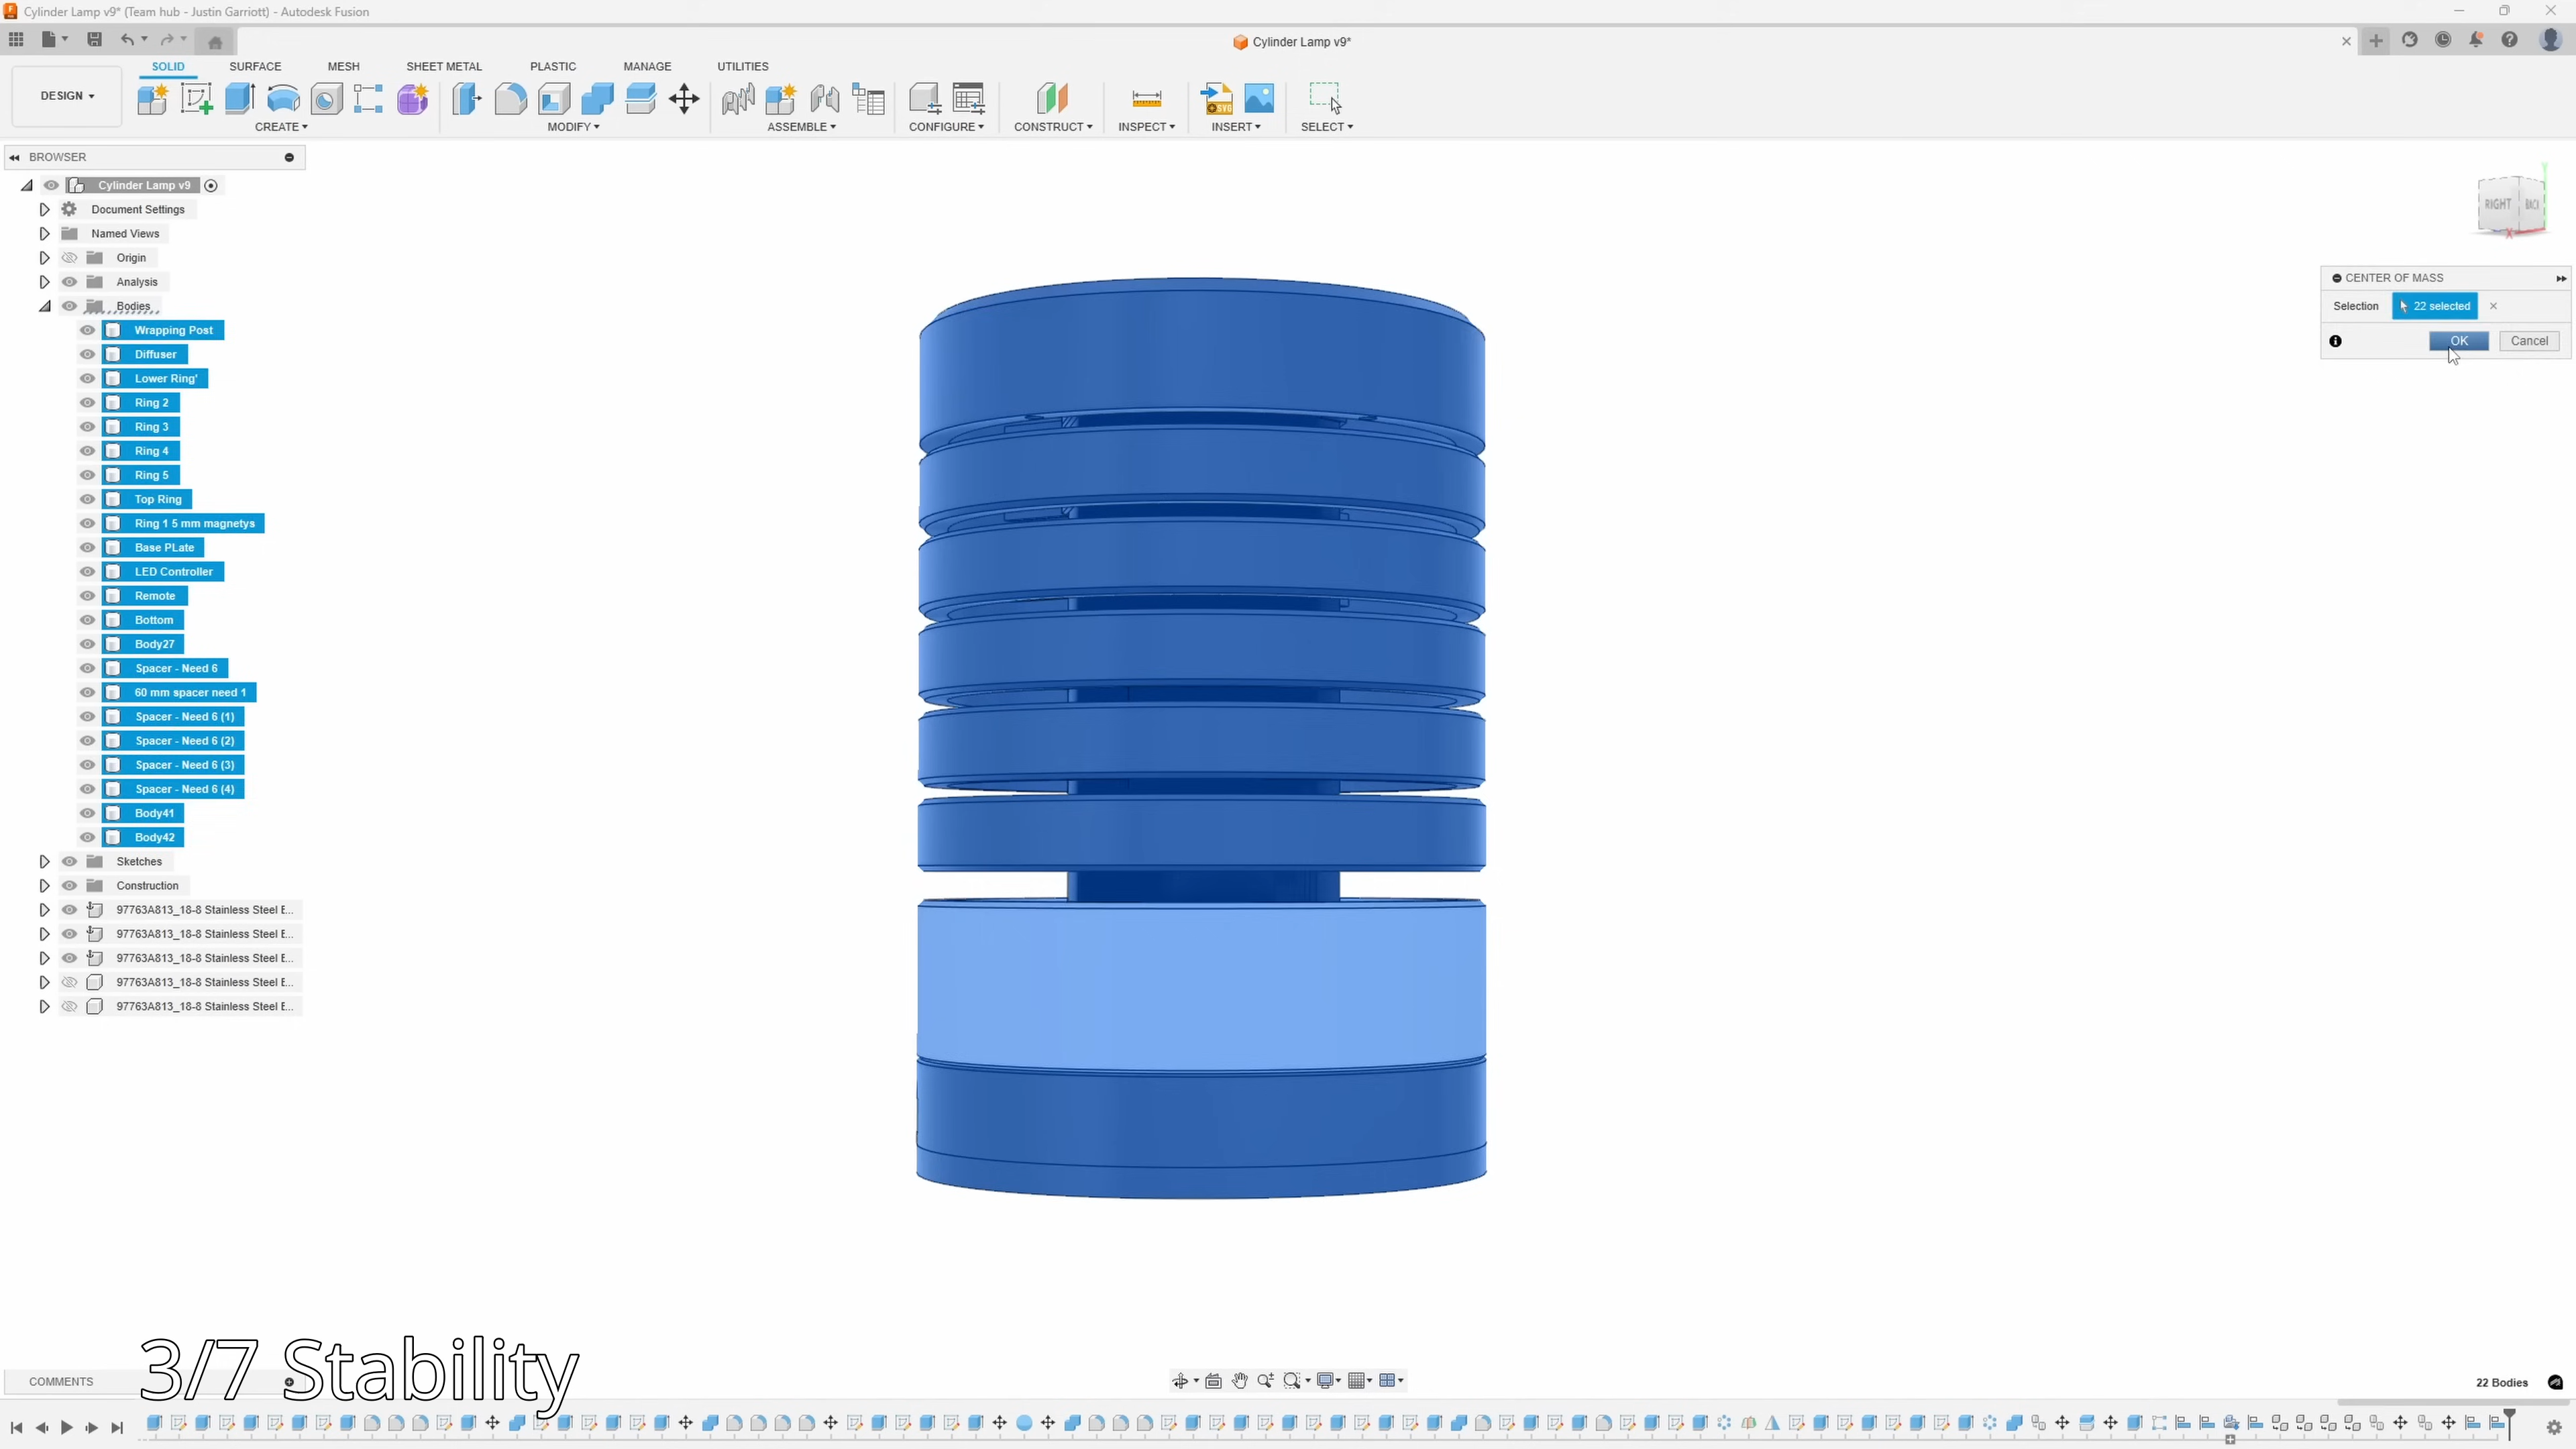 Cylinder Lamp v9* (Team hub - Justin Garriott) - Autodesk Fusion
Cylinder Lamp v9*
DESIGN
SOLID
SURFACE
MESH
SHEET METAL
PLASTIC
MANAGE
UTILITIES
CREATE
MODIFY
ASSEMBLE
CONFIGURE
CONSTRUCT
INSPECT
INSERT
SELECT
BROWSER
Cylinder Lamp v9
Document Settings
Named Views
Origin
Analysis
Bodies
Wrapping Post
Diffuser
Lower Ring'
Ring 2
Ring 3
Ring 4
Ring 5
Top Ring
Ring 1 5 mm magnetys
Base PLate
LED Controller
Remote
Bottom
Body27
Spacer - Need 6
60 mm spacer need 1
Spacer - Need 6 (1)
Spacer - Need 6 (2)
Spacer - Need 6 (3)
Spacer - Need 6 (4)
Body41
Body42
Sketches
Construction
97763A813_18-8 Stainless Steel E...
97763A813_18-8 Stainless Steel E...
97763A813_18-8 Stainless Steel E...
97763A813_18-8 Stainless Steel E...
97763A813_18-8 Stainless Steel E...
Y
RIGHT BACK
X
CENTER OF MASS
Selection 22 selected
OK Cancel
3/7 Stability
COMMENTS
22 Bodies